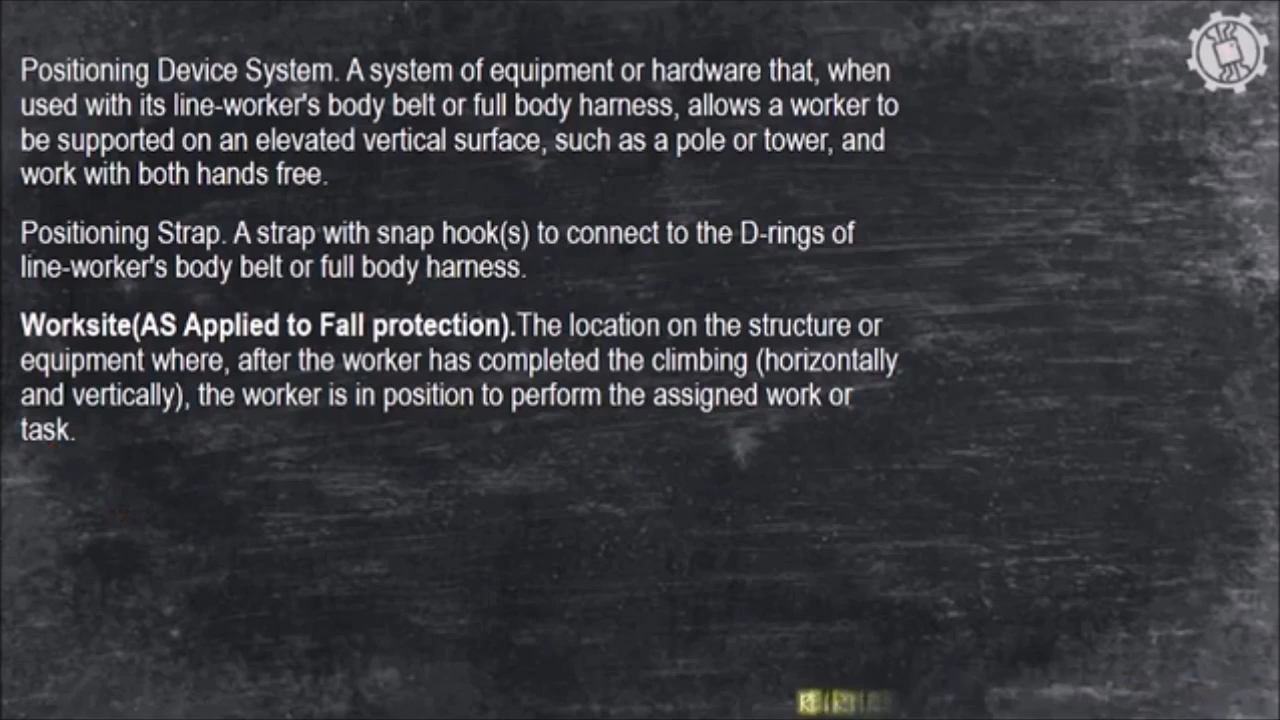 Positioning Device System. A system of equipment or hardware that, when
used with its line-worker's body belt or full body harness, allows a worker to
be supported on an elevated vertical surface, such as a pole or tower, and
work with both hands free.
Positioning Strap. A strap with snap hook(s) to connect to the D-rings of
line-worker's body belt or full body harness.
Worksite(AS Applied to Fall protection).The location on the structure or
equipment where, after the worker has completed the climbing (horizontally
and vertically), the worker is in position to perform the assigned work or
task.